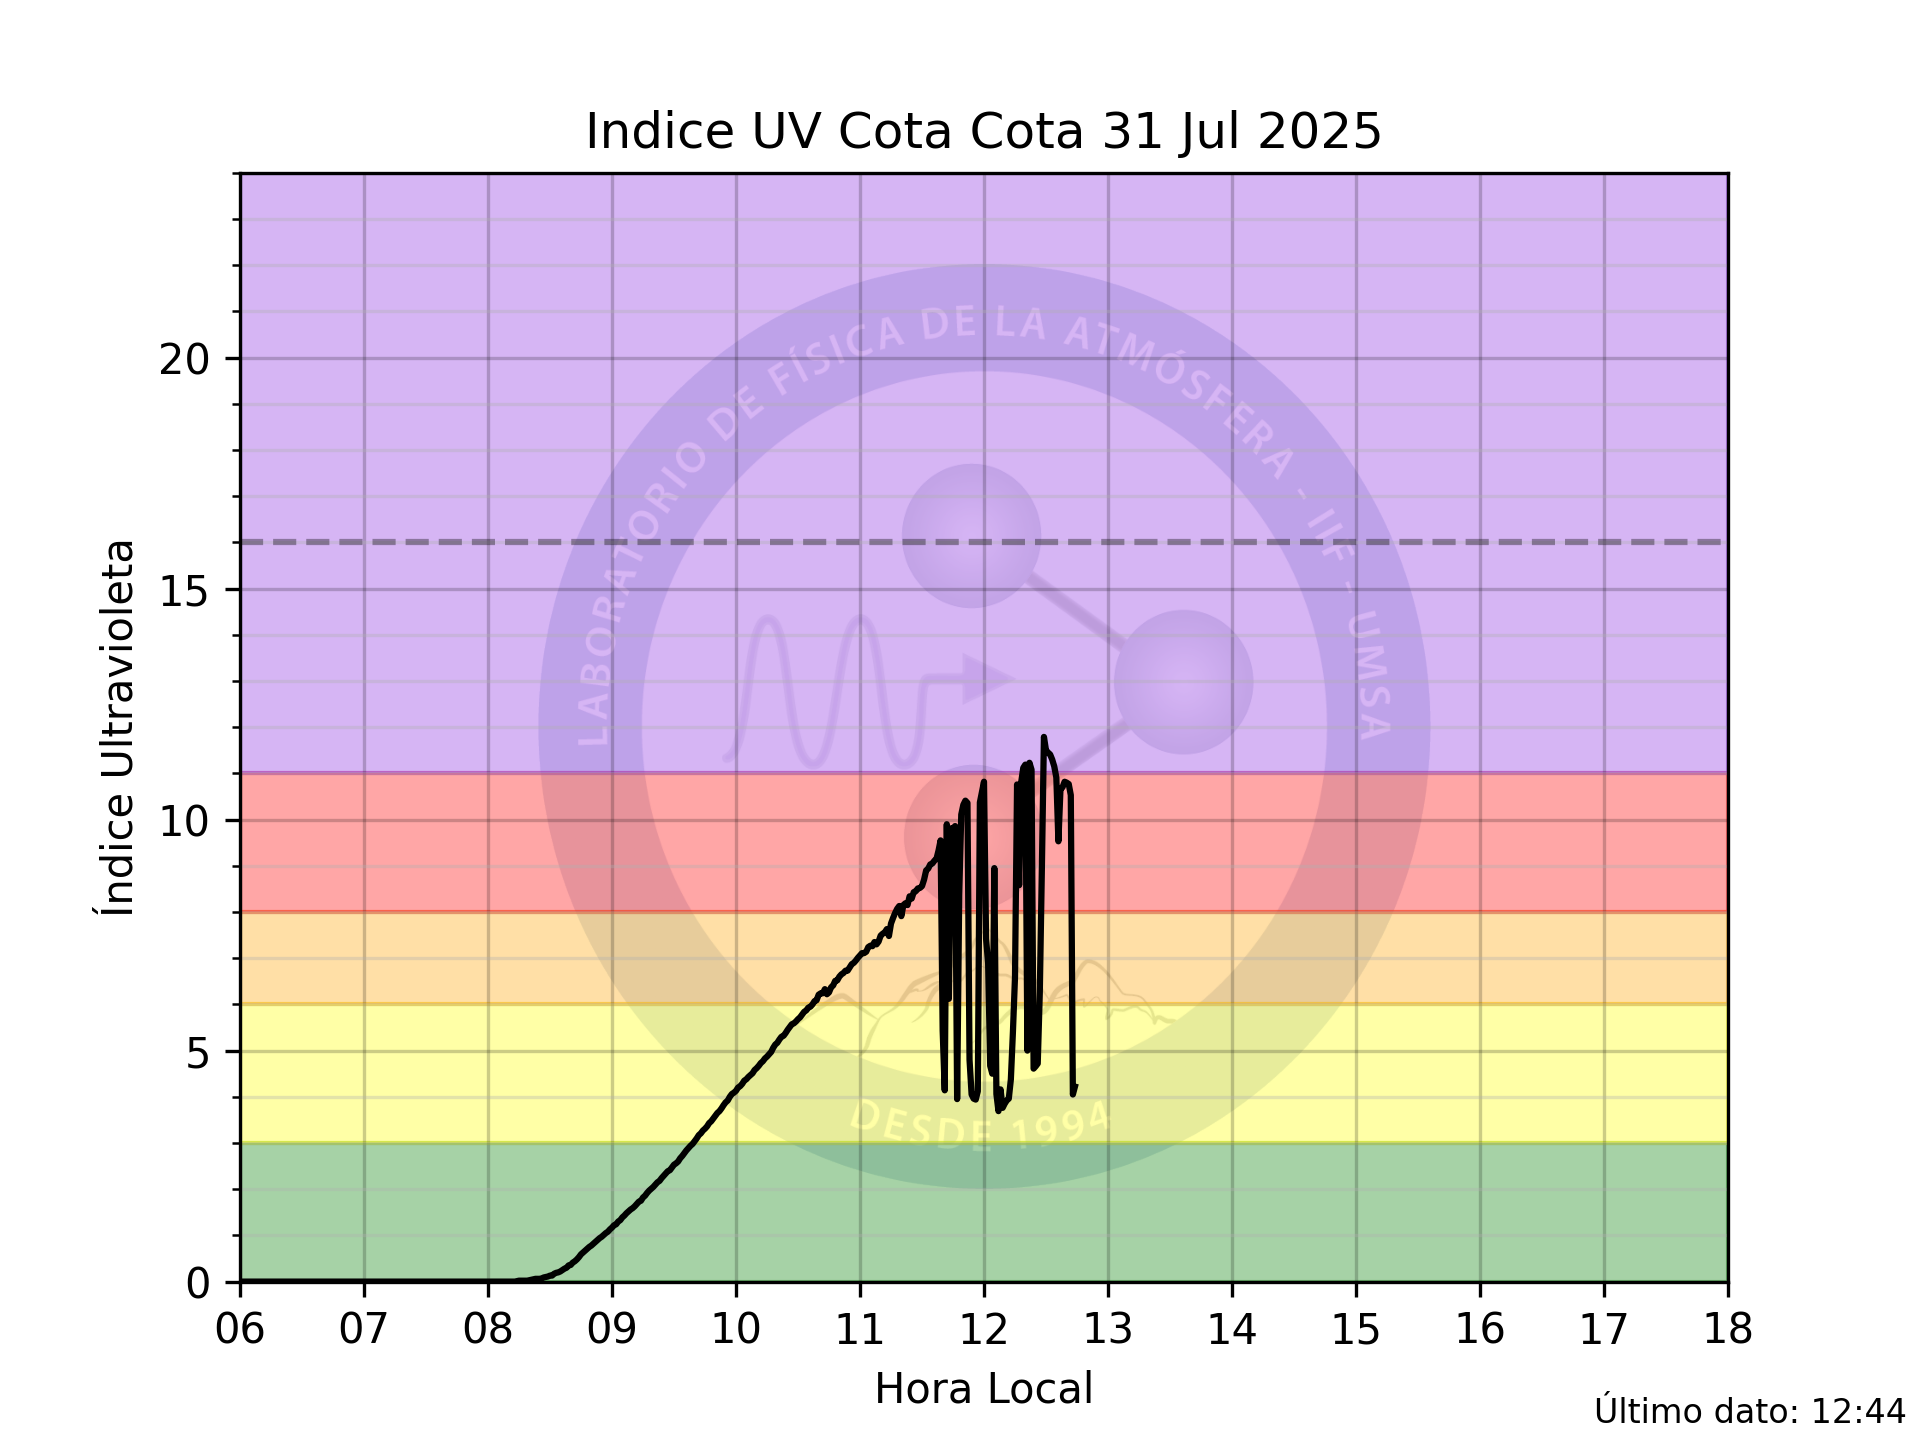 Indice UV Cota Cota 31 Jul 2025
Índice Ultravioleta
20
15
10
5
0
LABORATORIO DE FÍSICA DE LA ATMÓSFERA - IIF - UMSA
DESDE 1994
06 07 08 09 10 11 12 13 14 15 16 17 18
Hora Local
Último dato: 12:44